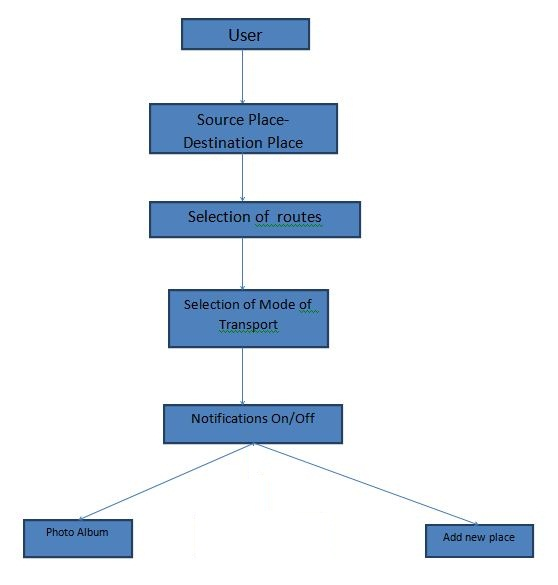 User
Source Place-
Destination Place
Selection of routes
Selection of Mode of
Transport
Notifications On/Off
Photo Album
Add new place